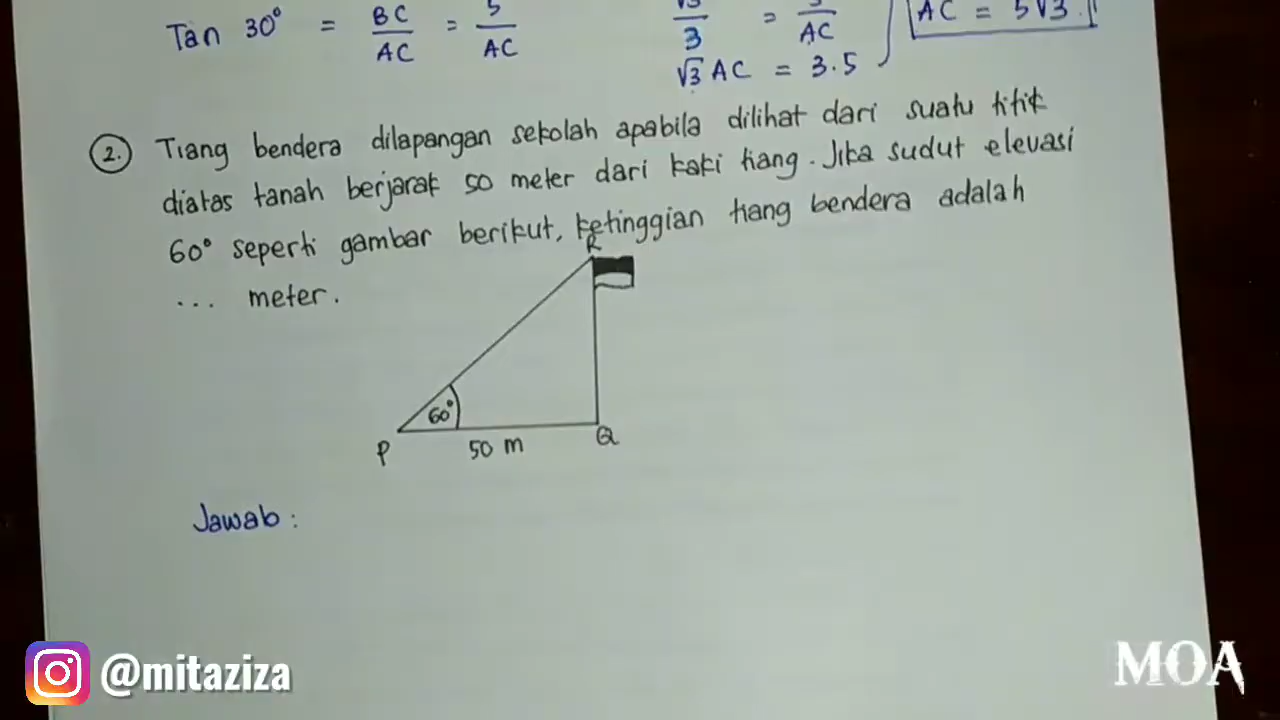 Tan 30° = BC/AC = 5/AC
√3/3 = 5/AC
AC = 5√3.
√3 AC = 3.5
2. Tiang bendera dilapangan sekolah apabila dilihat dari suatu titik
diatas tanah berjarak 50 meter dari kaki tiang. Jika sudut elevasi
60° seperti gambar berikut, ketinggian tiang bendera adalah
... meter.
R
60°
P 50 m Q
Jawab :
@mitaziza
MOA